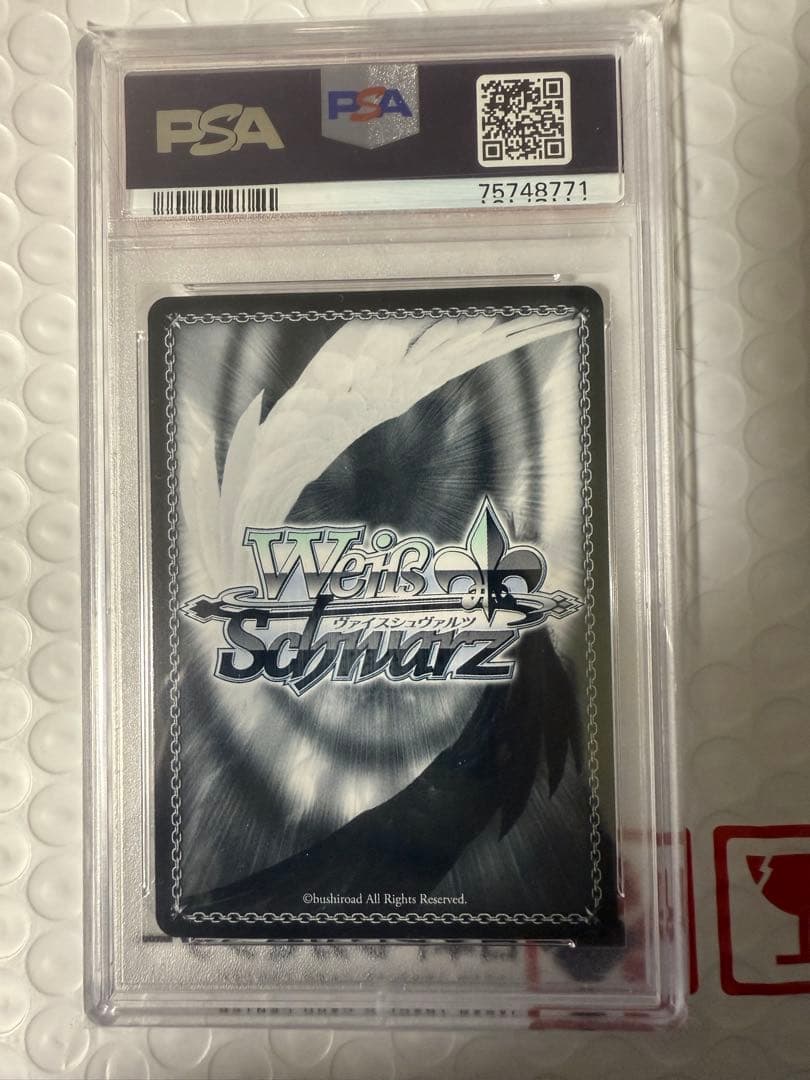 PSA
PSA
75748771
Weiß
ヴァイスシュヴァルツ
Schwarz
©bushiroad All Rights Reserved.